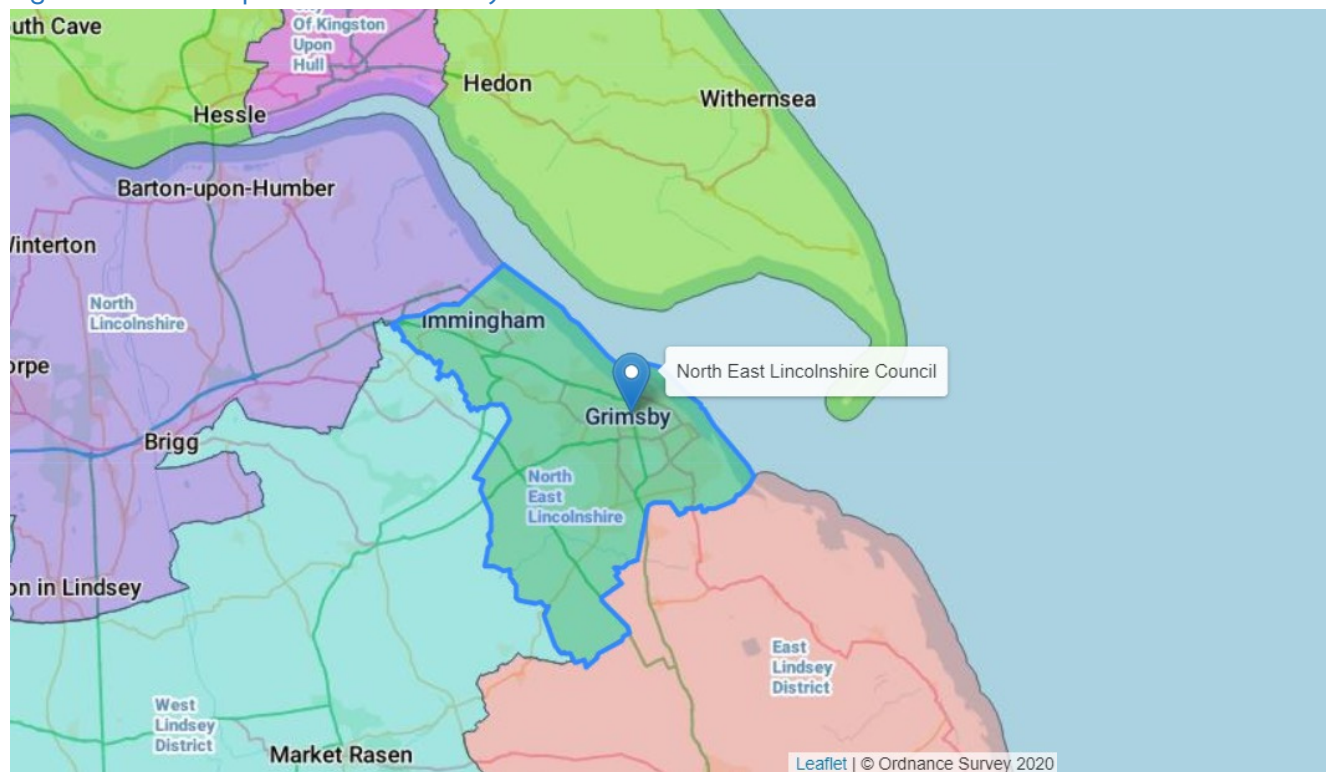 uth Cave
Of Kingston
Upon
Hull
Hedon
Withernsea
Hessle
Barton-upon-Humber
interton
North
Lincolnshire
Immingham
orpe
North East Lincolnshire Council
Grimsby
Brigg
North
East
Lincolnshire
on in Lindsey
East
Lindsey
District
West
Lindsey
District
Market Rasen
Leaflet | © Ordnance Survey 2020